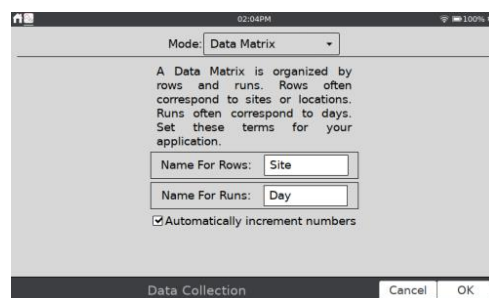 02:04PM 100%
Mode: Data Matrix
A Data Matrix is organized by
rows and runs. Rows often
correspond to sites or locations.
Runs often correspond to days.
Set these terms for your
application.
Name For Rows: Site
Name For Runs: Day
Automatically increment numbers
Data Collection Cancel OK